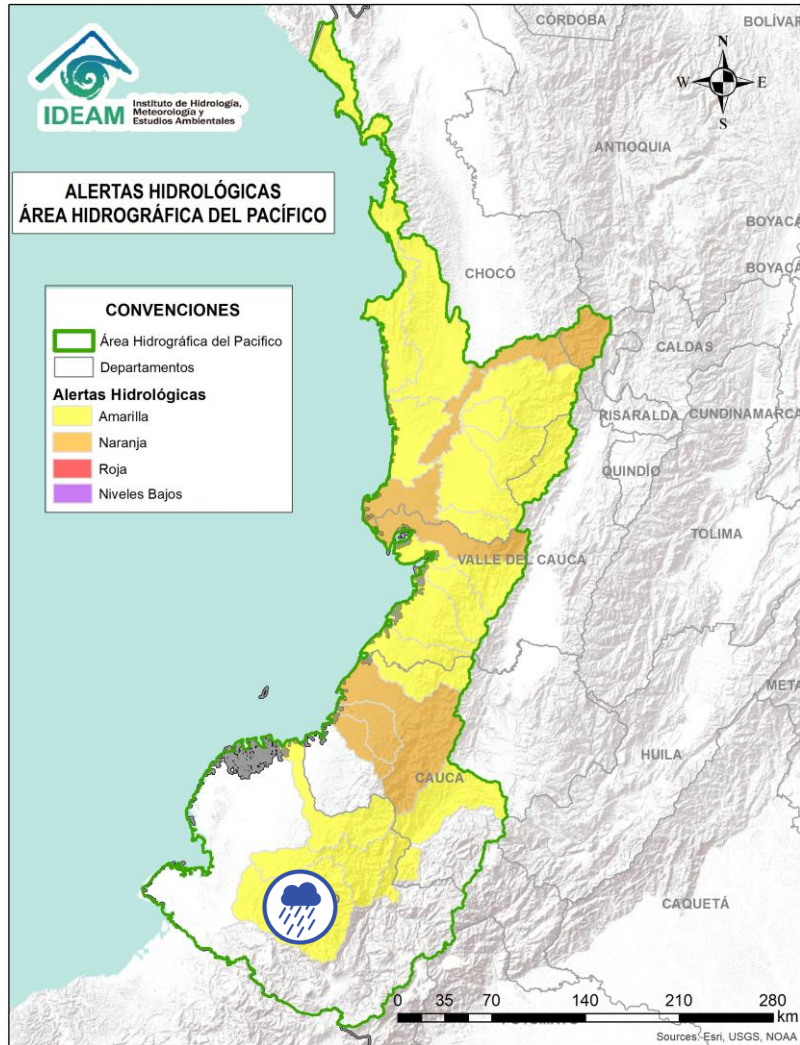 IDEAM
Instituto de Hidrología,
Meteorología y
Estudios Ambientales
ALERTAS HIDROLÓGICAS
ÁREA HIDROGRÁFICA DEL PACÍFICO
CONVENCIONES
Área Hidrográfica del Pacifico
Departamentos
Alertas Hidrológicas
Amarilla
Naranja
Roja
Niveles Bajos
CÓRDOBA
BOLÍVAR
N
W
E
S
ANTIOQUIA
BOYACÁ
BOYACÁ
CHOCÓ
CALDAS
RISARALDA
CUNDINAMARCA
QUINDÍO
TOLIMA
VALLE DEL CAUCA
META
HUILA
CAUCA
CAQUETÁ
0 35 70 140 210 280
km
Sources: Esri, USGS, NOAA